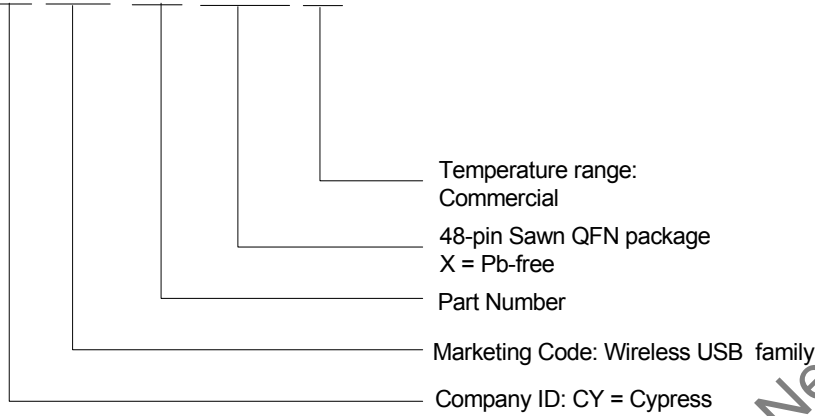 Temperature range:
Commercial
48-pin Sawn QFN package
X = Pb-free
Part Number
Marketing Code: Wireless USB family
Company ID: CY = Cypress